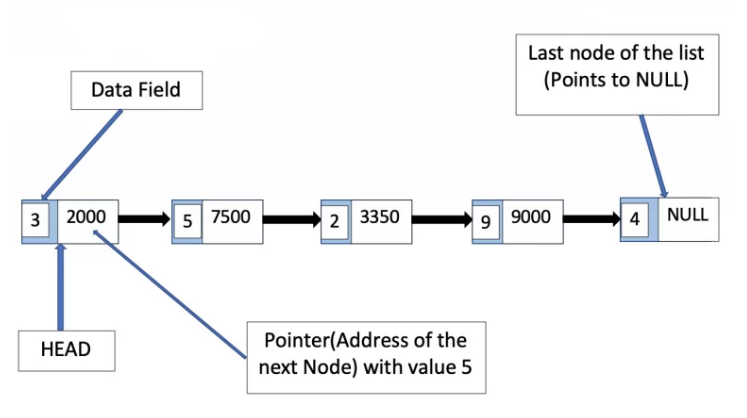 Last node of the list
(Points to NULL)
Data Field
3 2000 5 7500 2 3350 9 9000 4 NULL
HEAD
Pointer(Address of the
next Node) with value 5